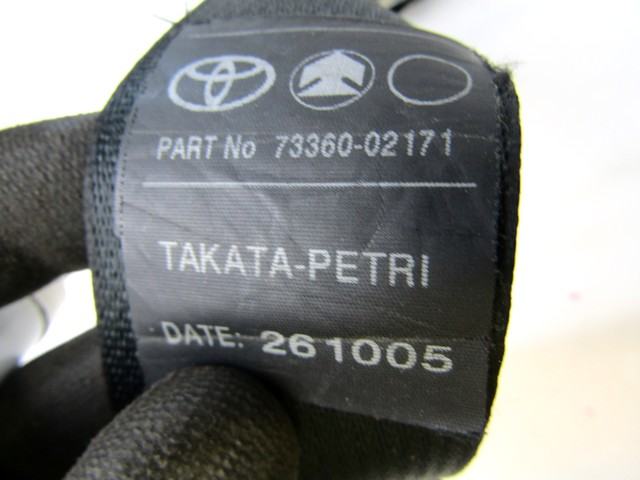 PART No 73360-02171
TAKATA-PETRI
DATE: 261005